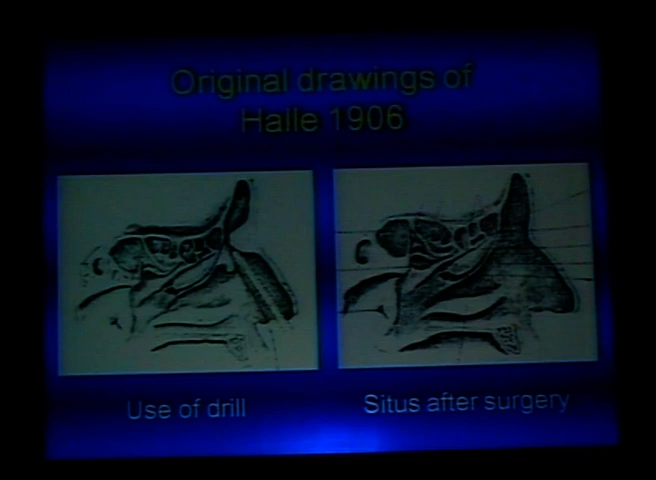 Original drawings of
Halle 1906
Use of drill
Situs after surgery